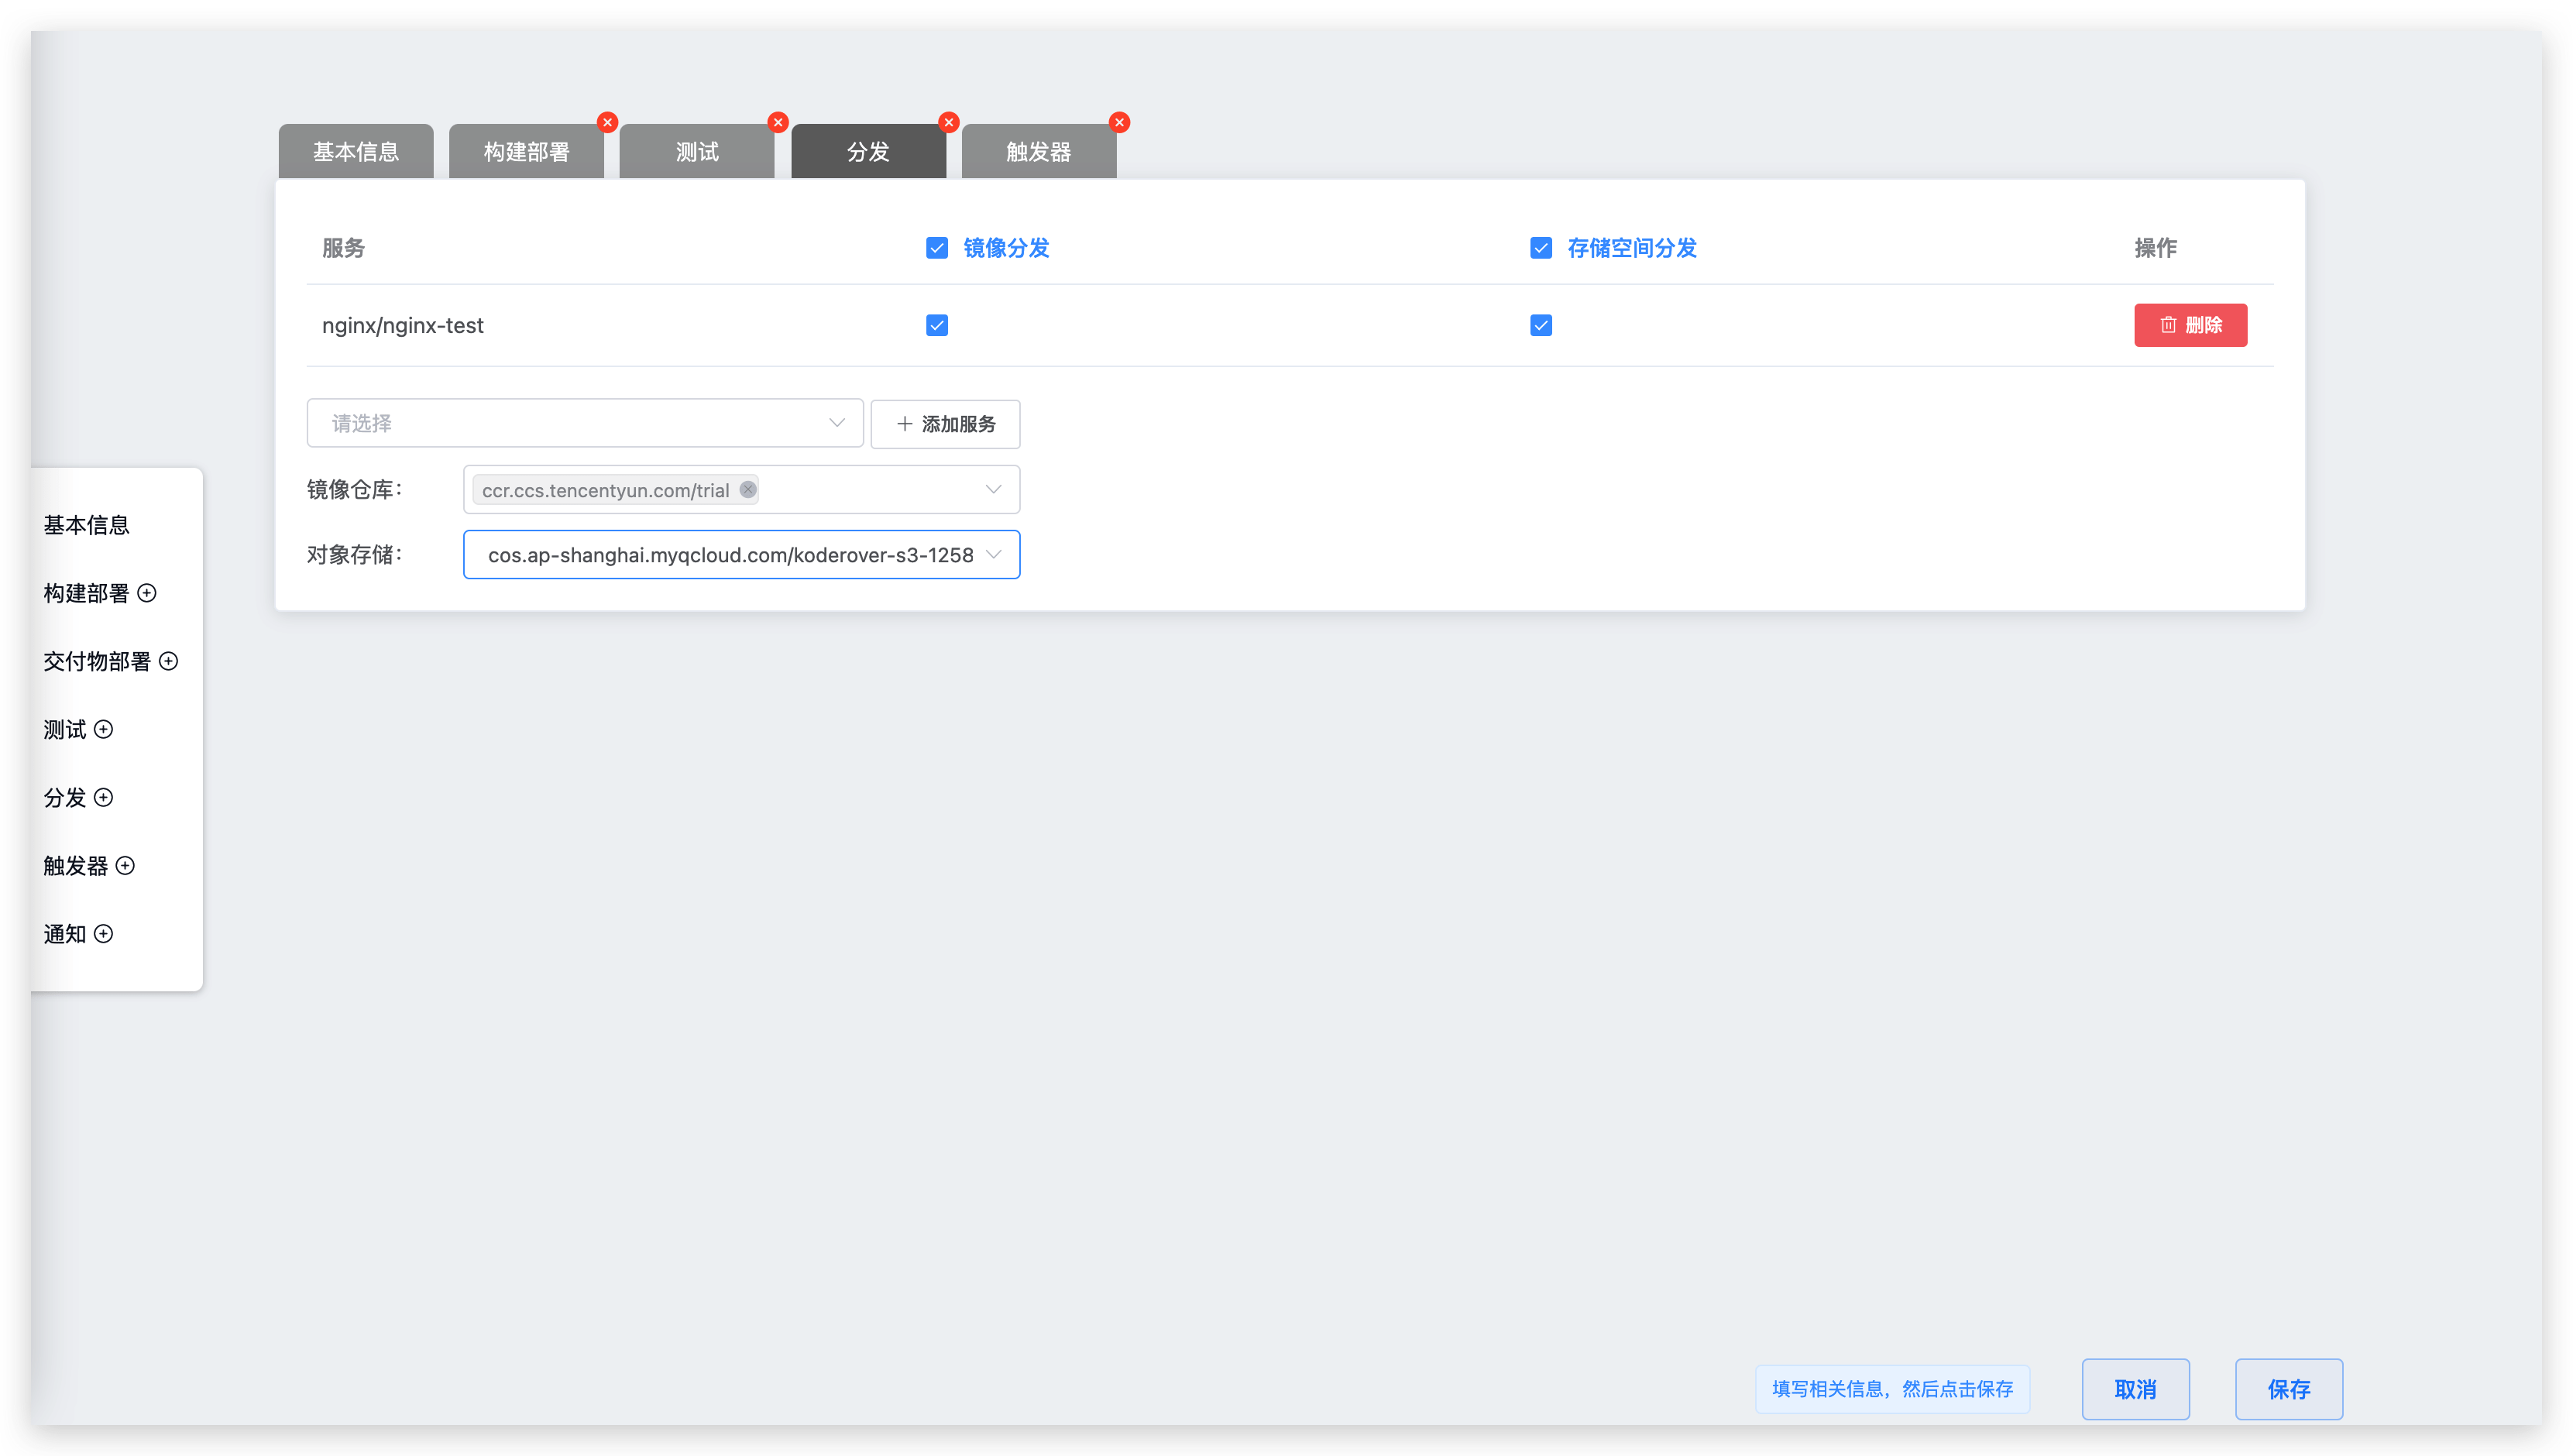 基本信息
构建部署
测试
分发
触发器
服务
镜像分发
存储空间分发
操作
nginx/nginx-test
删除
请选择
添加服务
镜像仓库：
ccr.ccs.tencentyun.com/trial
对象存储：
cos.ap-shanghai.myqcloud.com/koderover-s3-1258
基本信息
构建部署
交付物部署
测试
分发
触发器
通知
填写相关信息，然后点击保存
取消
保存